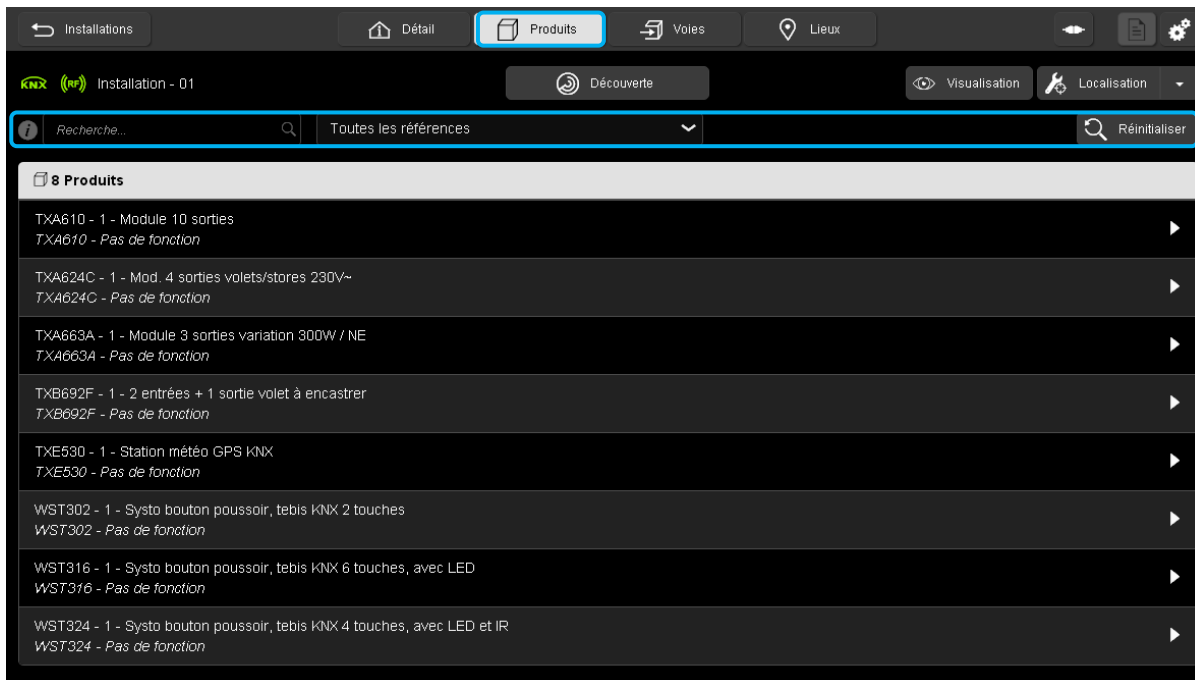 Installations
Détail
Produits
Voies
Lieux
KNX ((RF)) Installation - 01
Découverte
Visualisation
Localisation
i
Recherche...
Toutes les références
Réinitialiser
8 Produits
TXA610 - 1 - Module 10 sorties
TXA610 - Pas de fonction
TXA624C - 1 - Mod. 4 sorties volets/stores 230V~
TXA624C - Pas de fonction
TXA663A - 1 - Module 3 sorties variation 300W / NE
TXA663A - Pas de fonction
TXB692F - 1 - 2 entrées + 1 sortie volet à encastrer
TXB692F - Pas de fonction
TXE530 - 1 - Station météo GPS KNX
TXE530 - Pas de fonction
WST302 - 1 - Systo bouton poussoir, tebis KNX 2 touches
WST302 - Pas de fonction
WST316 - 1 - Systo bouton poussoir, tebis KNX 6 touches, avec LED
WST316 - Pas de fonction
WST324 - 1 - Systo bouton poussoir, tebis KNX 4 touches, avec LED et IR
WST324 - Pas de fonction